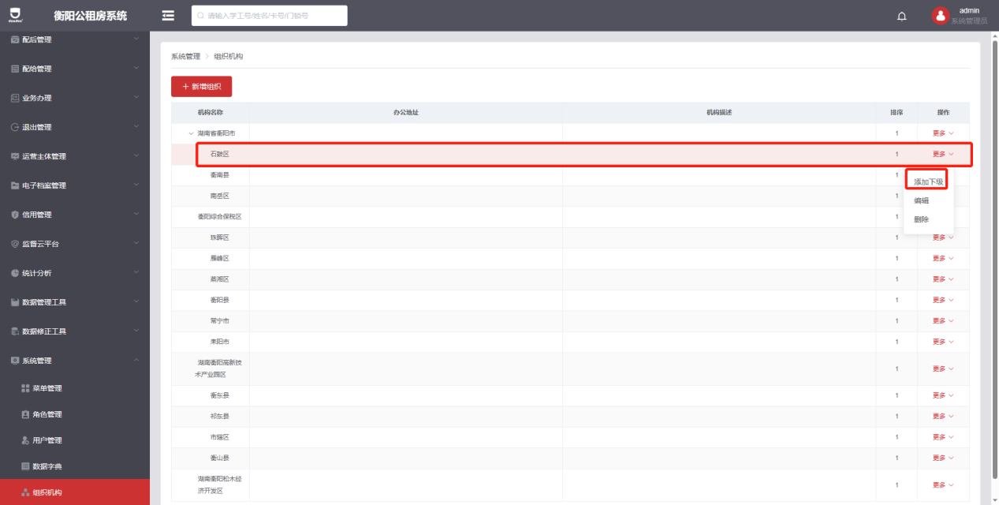 衡阳公租房系统
请输入学工号/姓名/卡号/门锁号
admin
系统管理员
配后管理
配给管理
业务办理
退出管理
运营主体管理
电子档案管理
信用管理
监督云平台
统计分析
数据管理工具
数据修正工具
系统管理
菜单管理
角色管理
用户管理
数据字典
组织机构
系统管理 > 组织机构
+ 新增组织
机构名称 办公地址 机构描述 排序 操作
湖南省衡阳市 1 更多
石鼓区 1 更多
衡南县 1
添加下级
南岳区 1
编辑
衡阳综合保税区 1
删除
珠晖区 1 更多
雁峰区 1 更多
蒸湘区 1 更多
衡阳县 1 更多
常宁市 1 更多
耒阳市 1 更多
湖南衡阳高新技
术产业园区 1 更多
衡东县 1 更多
祁东县 1 更多
市辖区 1 更多
衡山县 1 更多
湖南衡阳松木经
济开发区 1 更多